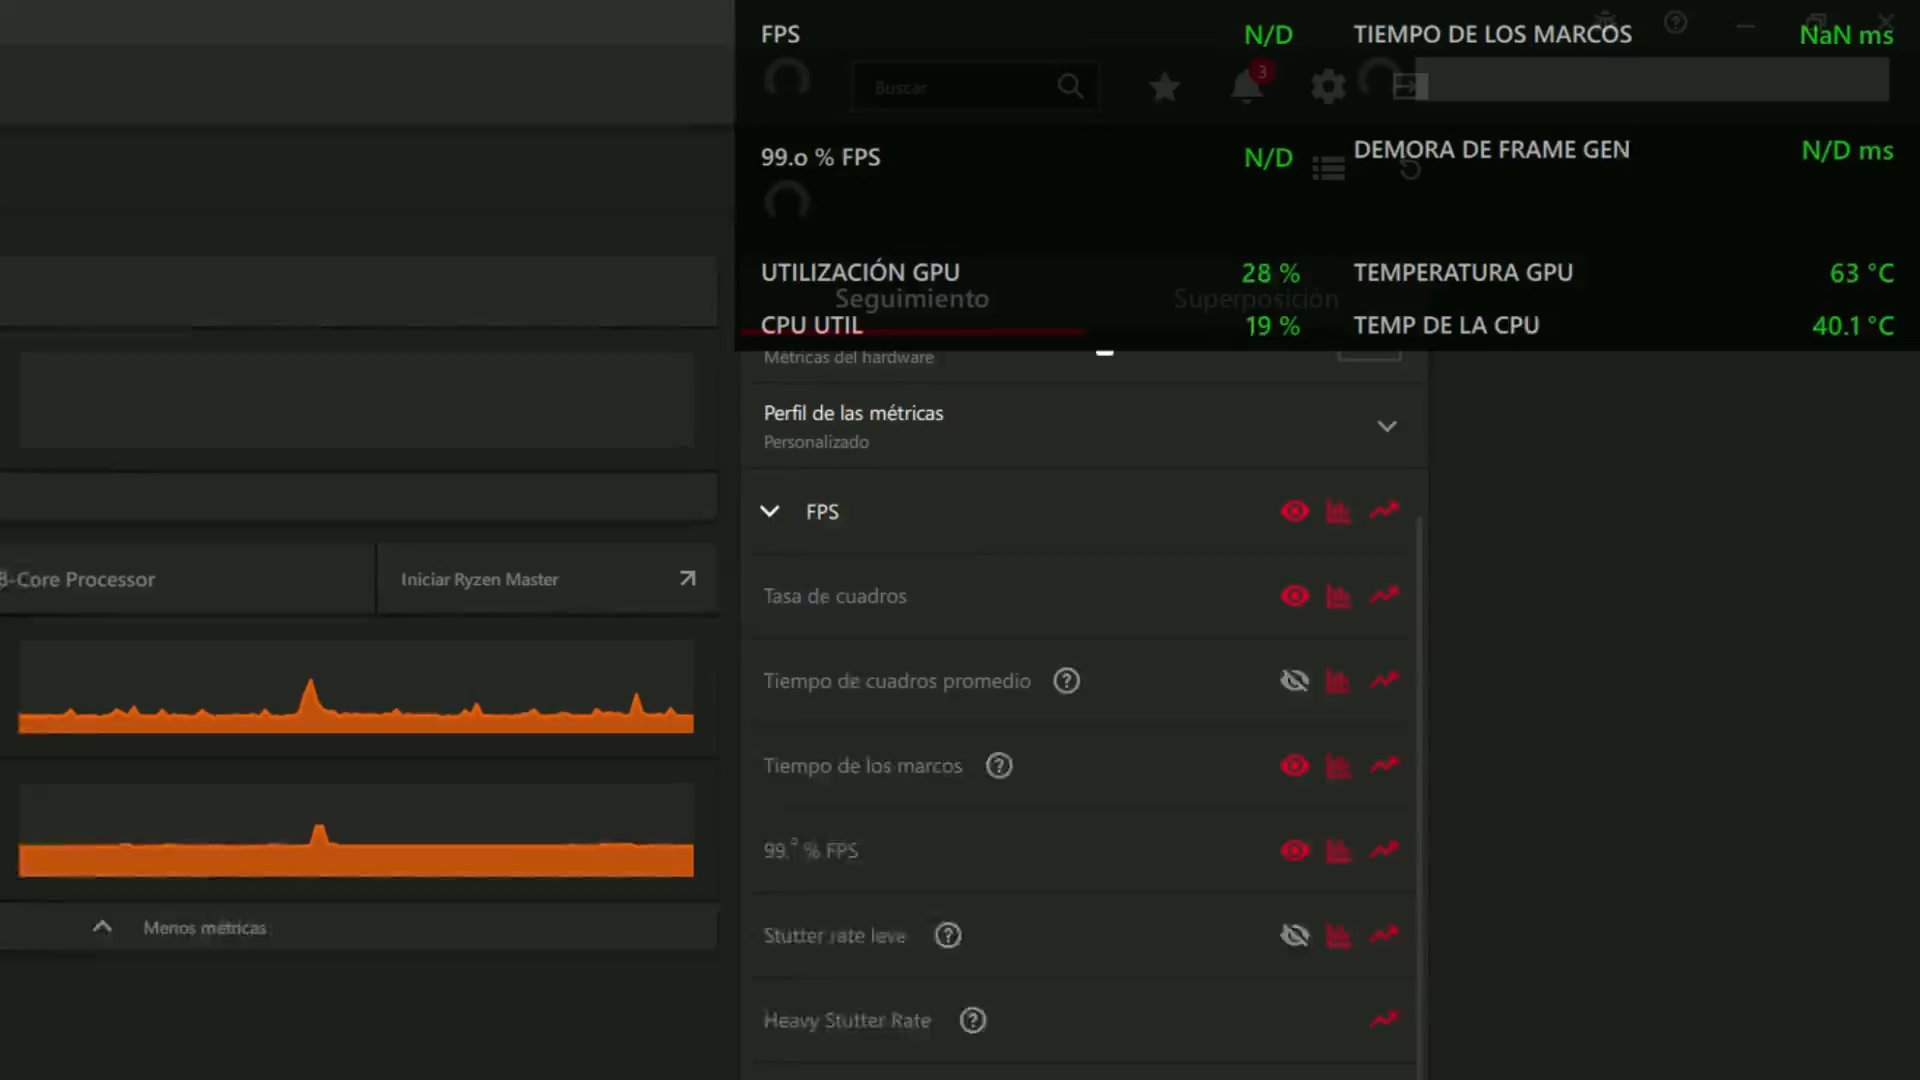 FPS N/D TIEMPO DE LOS MARCOS NaN ms
Buscar 3
99.o % FPS N/D DEMORA DE FRAME GEN N/D ms
UTILIZACIÓN GPU 28 % TEMPERATURA GPU 63 °C
Seguimiento Superposición
CPU UTIL 19 % TEMP DE LA CPU 40.1 °C
Métricas del hardware
Perfil de las métricas
Personalizado
FPS
8-Core Processor Iniciar Ryzen Master
Tasa de cuadros
Tiempo de cuadros promedio ?
Tiempo de los marcos ?
99.° % FPS
Menos métricas
Stutter rate leve ?
Heavy Stutter Rate ?